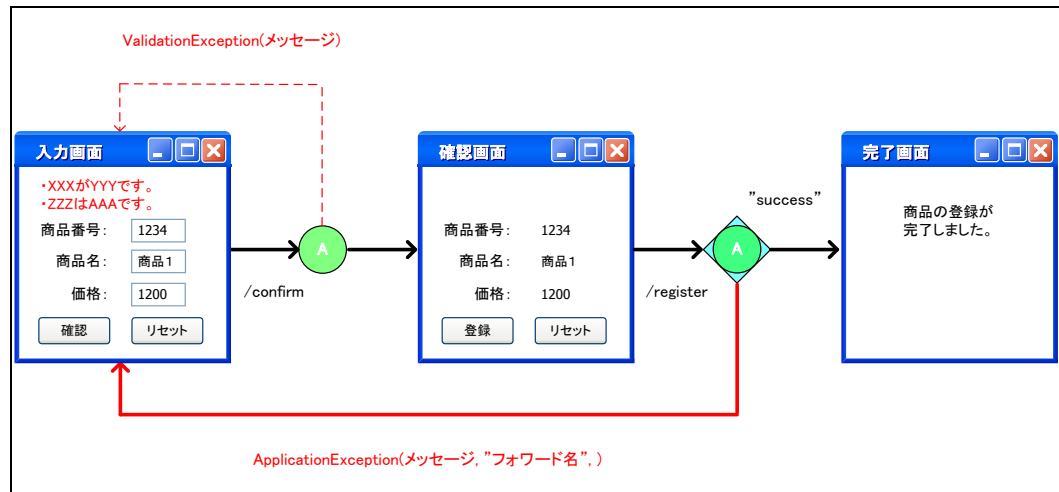 ValidationException(メッセージ)
入力画面
・XXXがYYYです。
・ZZZはAAAです。
商品番号： 1234
商品名： 商品1
価格： 1200
確認 リセット
A
/confirm
確認画面
商品番号： 1234
商品名： 商品1
価格： 1200
登録 リセット
/register
"success"
A
完了画面
商品の登録が
完了しました。
ApplicationException(メッセージ, "フォワード名", )